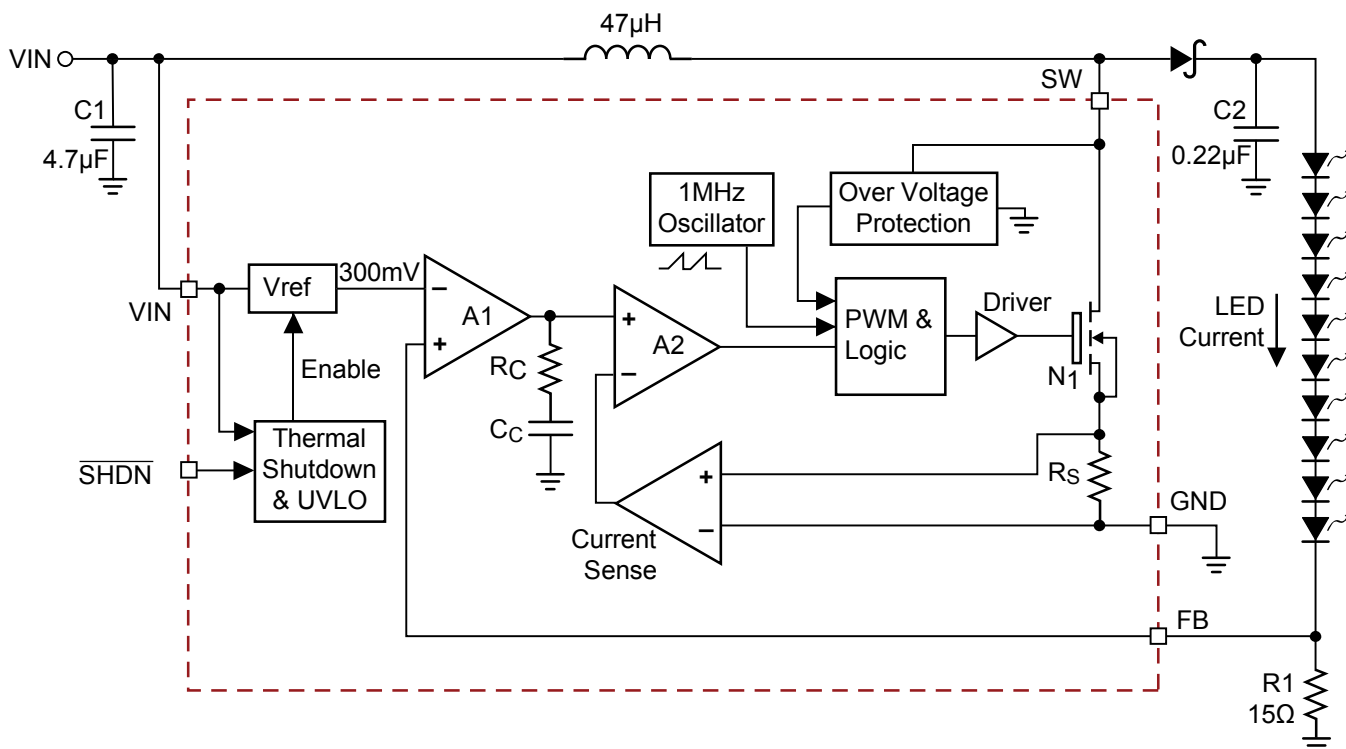 47µH
VIN
SW
C1
4.7µF
C2
0.22µF
1MHz
Oscillator
Over Voltage
Protection
300mV
Vref
VIN
A1
A2
PWM &
Logic
Driver
N1
LED
Current
Enable
RC
CC
Thermal
Shutdown
& UVLO
SHDN
RS
GND
Current
Sense
FB
R1
15Ω